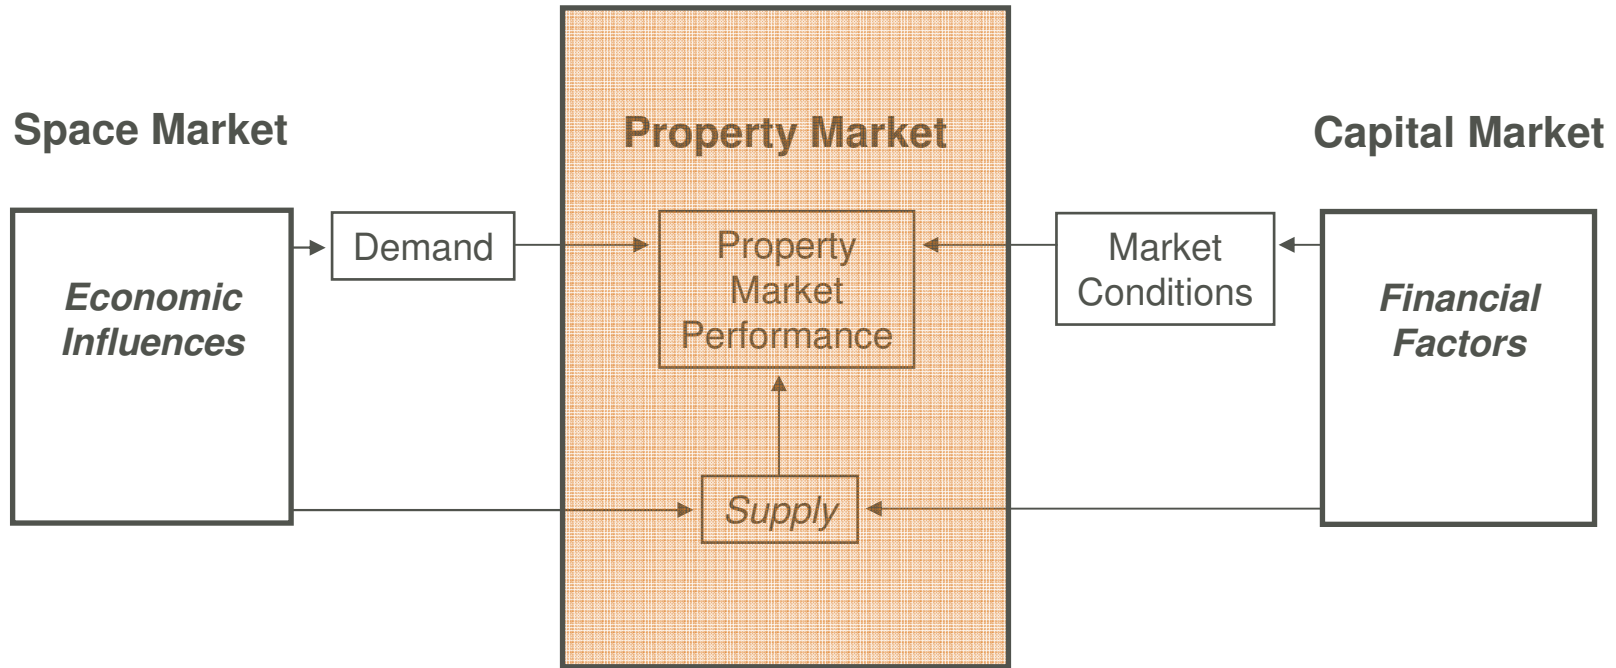 Space Market
Property Market
Capital Market
Demand
Property
Market
Performance
Market
Conditions
Economic
Influences
Financial
Factors
Supply